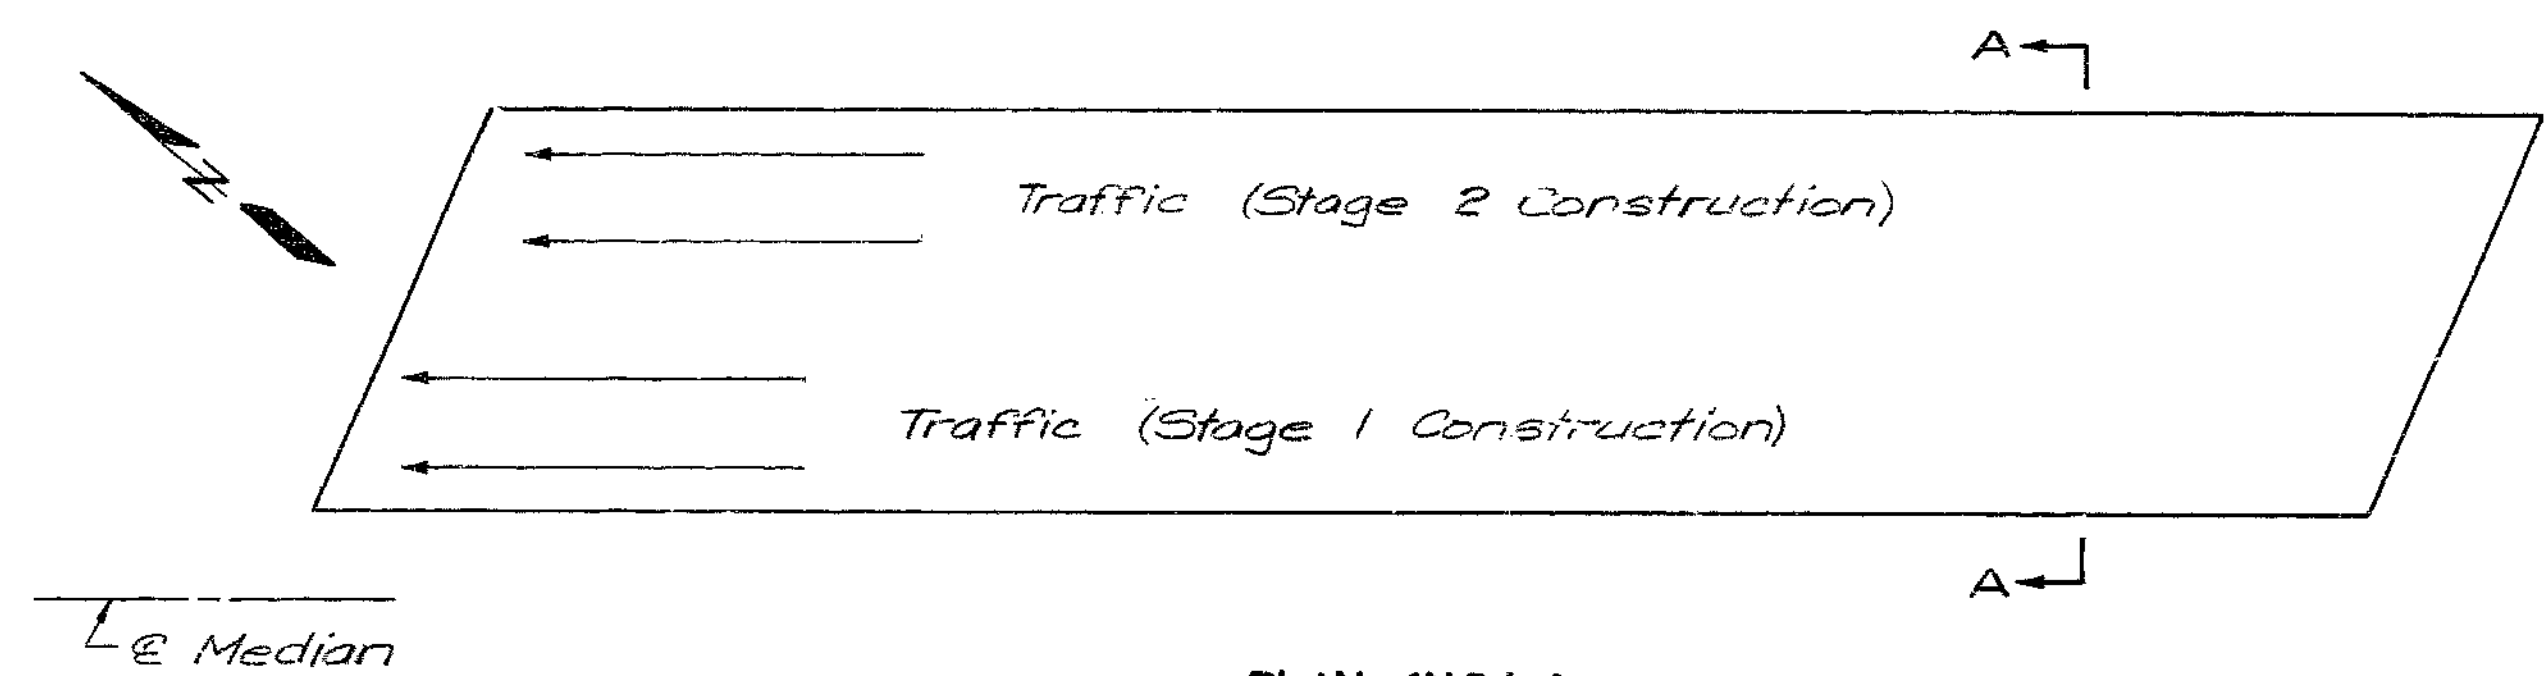 A
N
Traffic (Stage 2 Construction)
Traffic (Stage 1 Construction)
A
℄ Median